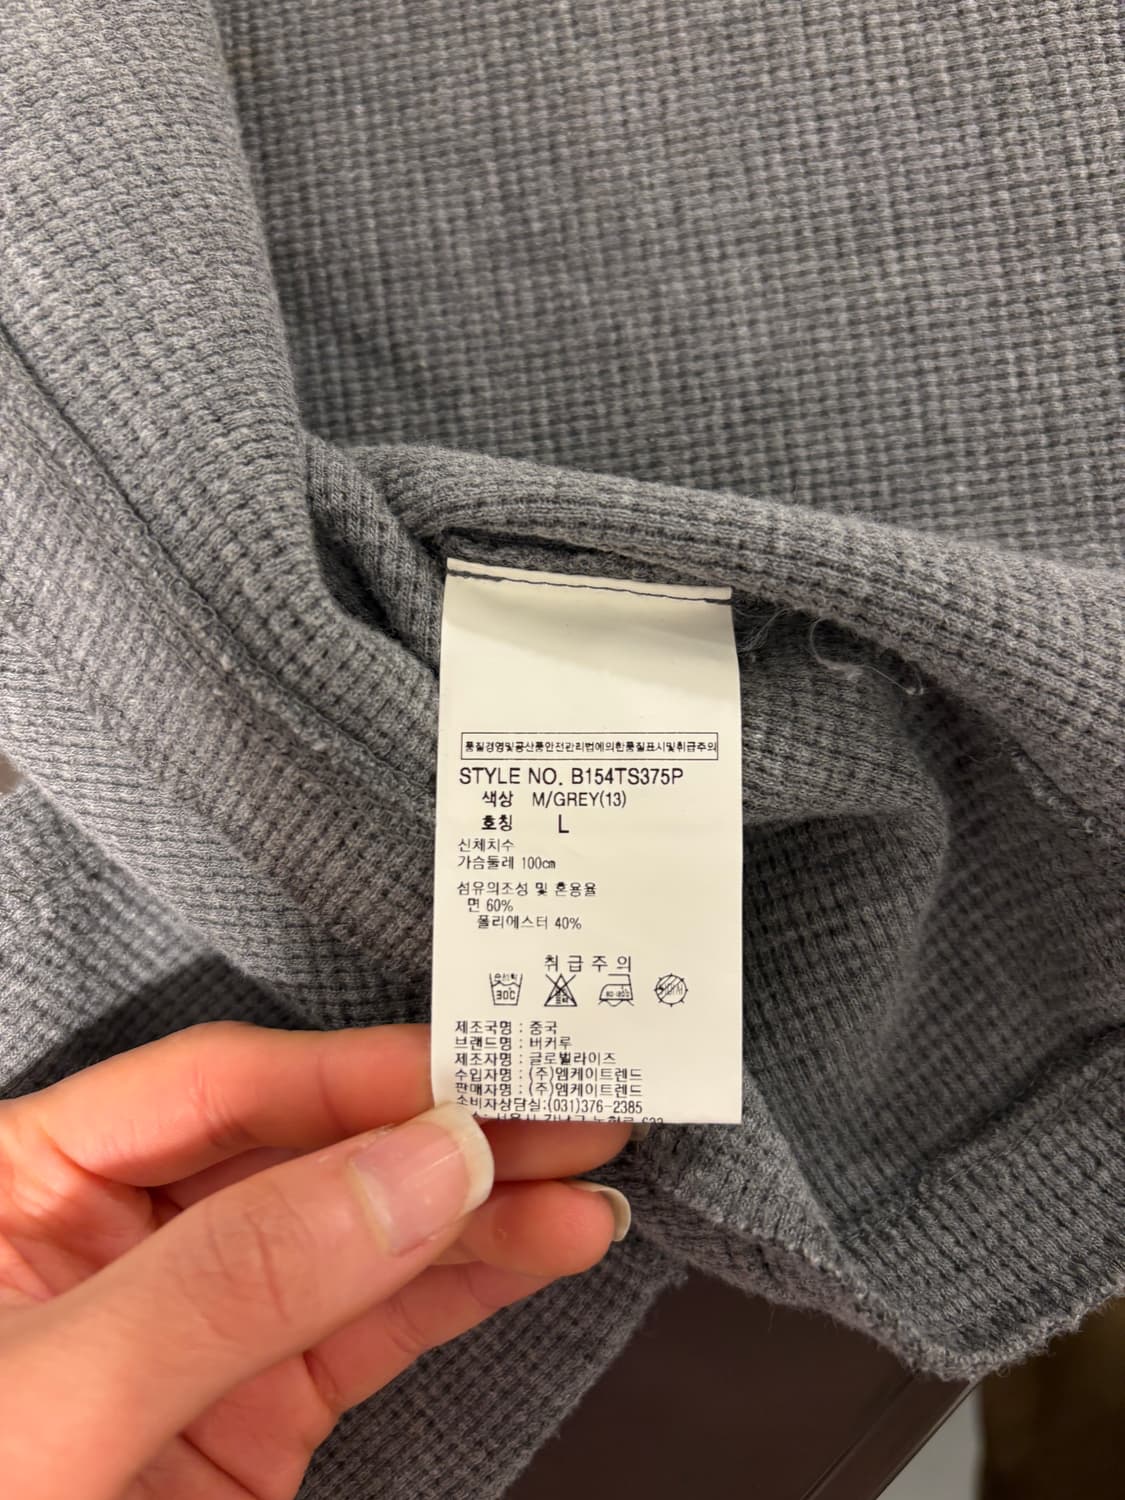 품질경영및공산품안전관리법에의한품질표시및취급주의
STYLE NO. B154TS375P
색상 M/GREY(13)
호칭 L
신체치수
가슴둘레 100cm
섬유의조성 및 혼용율
면 60%
폴리에스터 40%
취급주의
30℃
제조국명 : 중국
브랜드명 : 버커루
제조자명 : 글로벌라이즈
수입자명 : (주)엠케이트렌드
판매자명 : (주)엠케이트렌드
소비자상담실:(031)376-2385